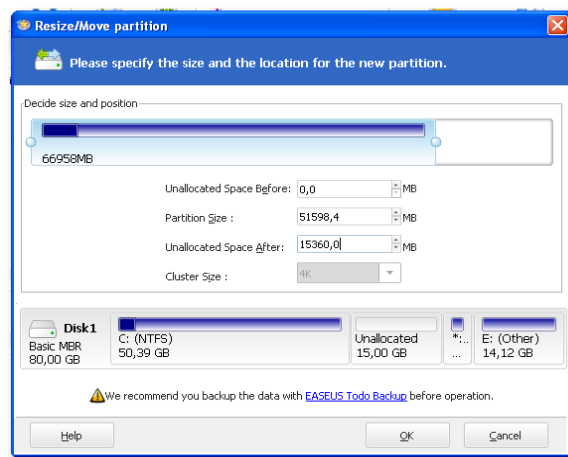 Resize/Move partition
Please specify the size and the location for the new partition.
Decide size and position
66958MB
Unallocated Space Before: 0,0 MB
Partition Size : 51598,4 MB
Unallocated Space After: 15360,0 MB
Cluster Size : 4K
Disk1
Basic MBR
80,00 GB
C: (NTFS)
50,39 GB
Unallocated
15,00 GB
*:..
...
E: (Other)
14,12 GB
We recommend you backup the data with EASEUS Todo Backup before operation.
Help OK Cancel